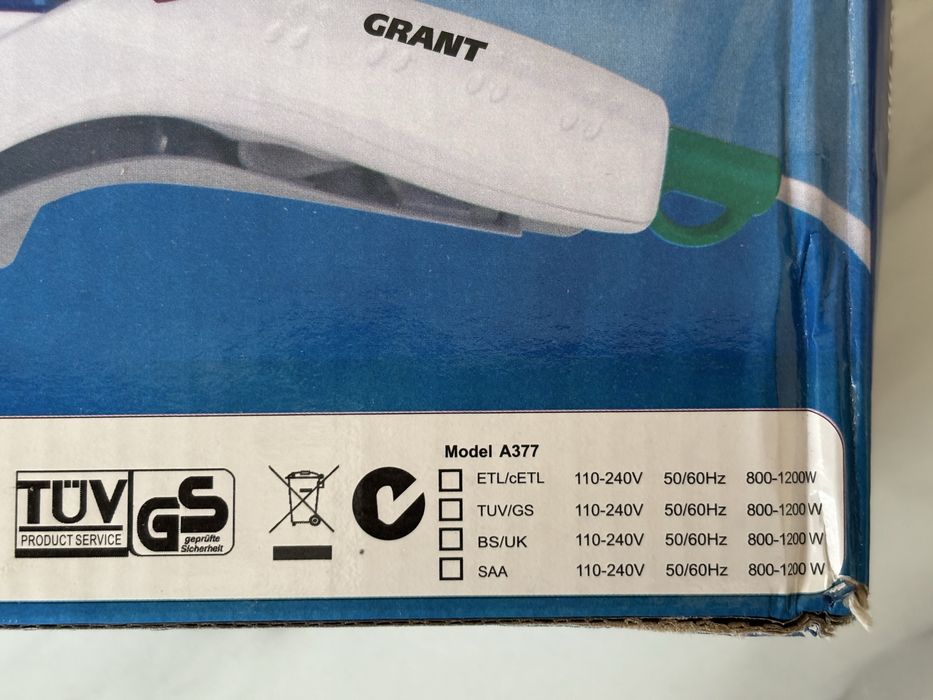 GRANT
TÜV
PRODUCT SERVICE
GS
geprüfte
Sicherheit
Model A377
ETL/cETL 110-240V 50/60Hz 800-1200W
TUV/GS 110-240V 50/60Hz 800-1200W
BS/UK 110-240V 50/60Hz 800-1200 W
SAA 110-240V 50/60Hz 800-1200 W